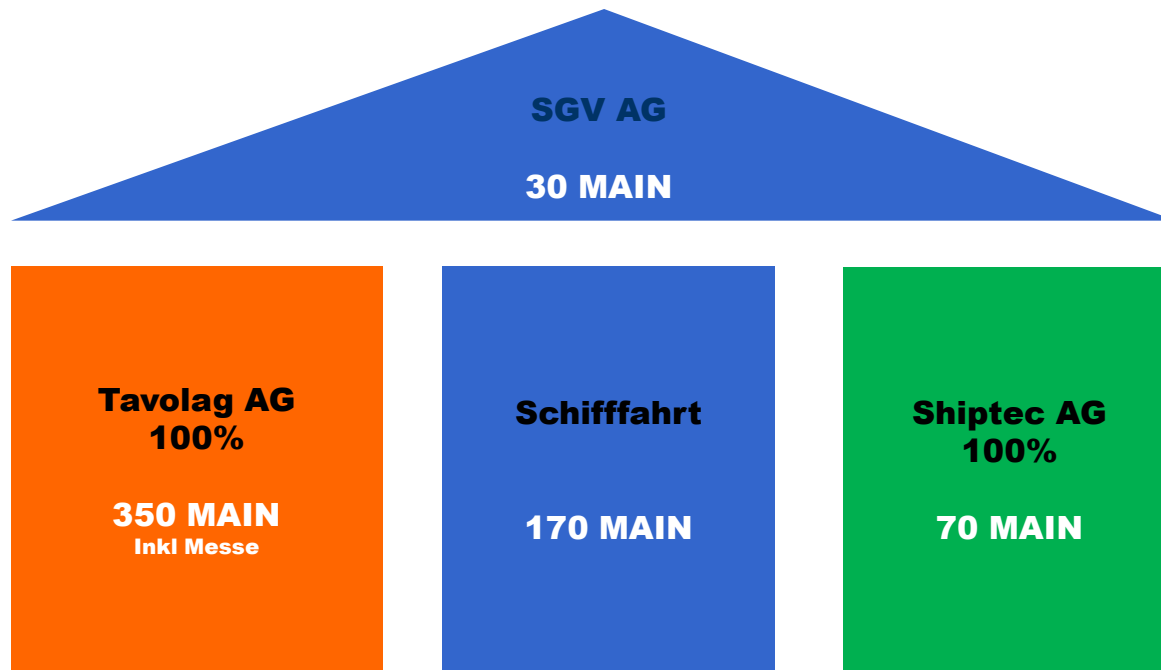 SGV AG
30 MAIN
Tavolag AG
100%
350 MAIN
Inkl Messe
Schifffahrt
170 MAIN
Shiptec AG
100%
70 MAIN